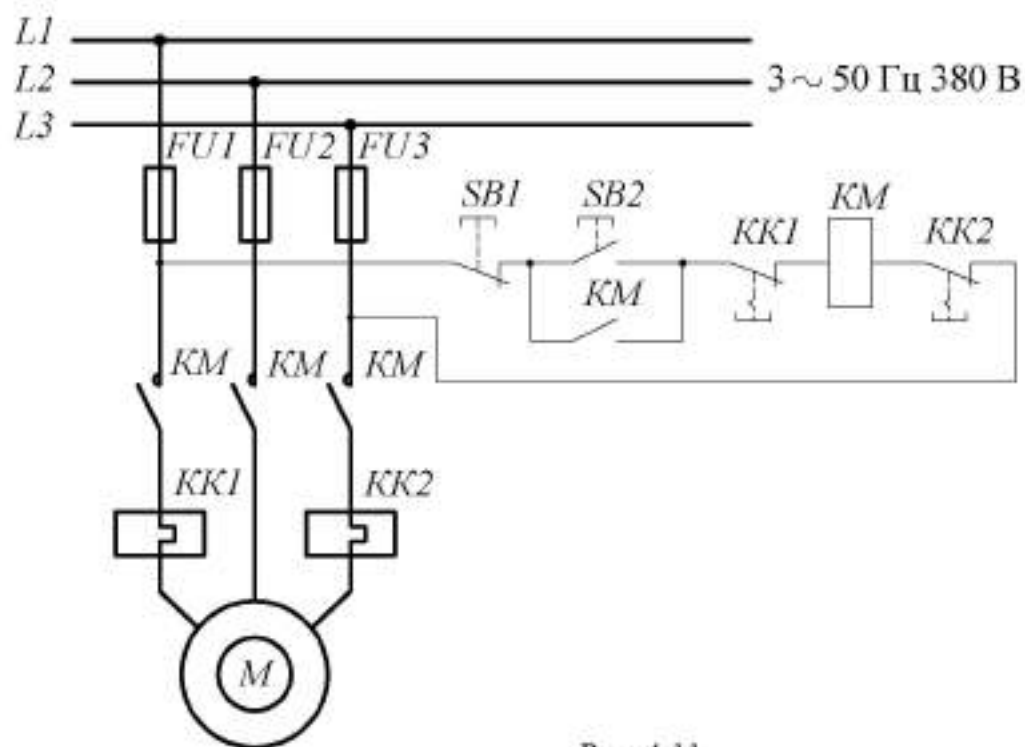 L1
L2
L3
3 ~ 50 Гц 380 В
FU1 FU2 FU3
SB1 SB2
KK1 KM KK2
KM
KM KM KM
KK1 KK2
M